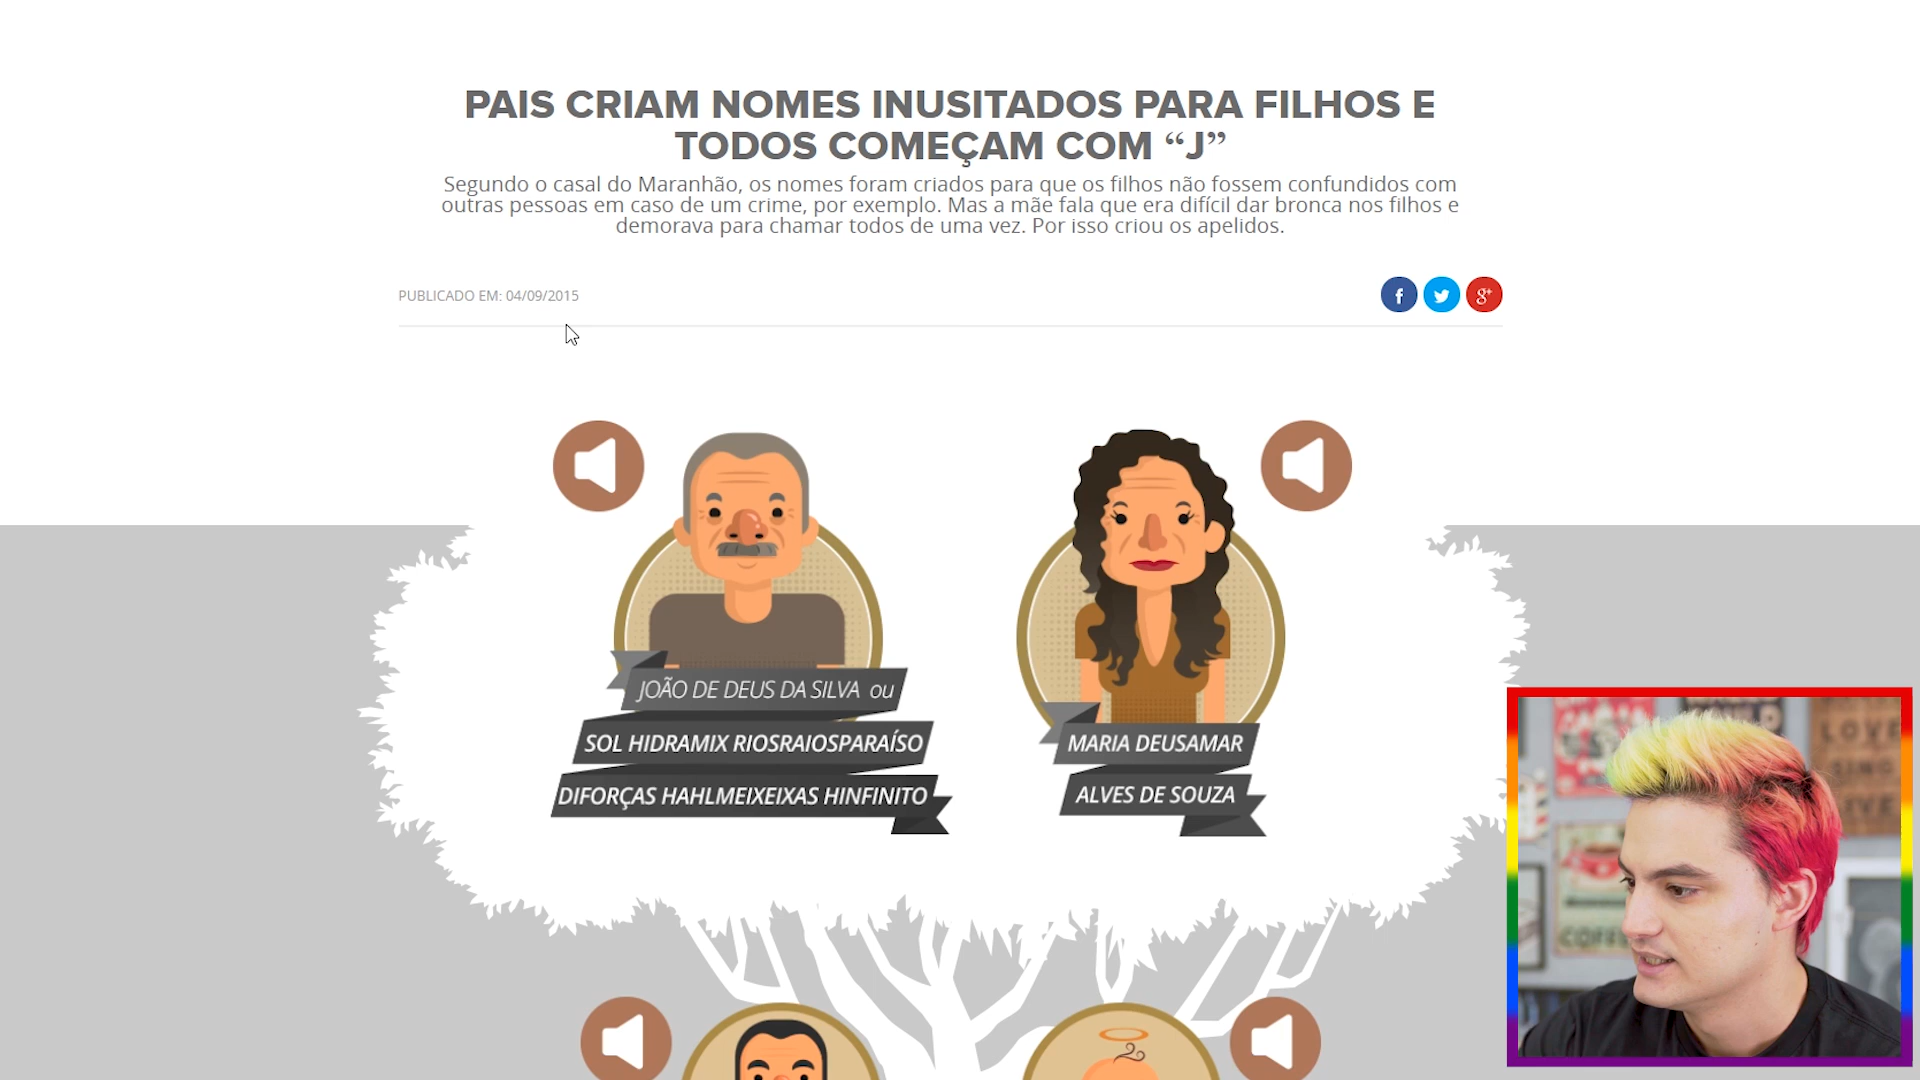 PAIS CRIAM NOMES INUSITADOS PARA FILHOS E
TODOS COMEÇAM COM “J”
Segundo o casal do Maranhão, os nomes foram criados para que os filhos não fossem confundidos com
outras pessoas em caso de um crime, por exemplo. Mas a mãe fala que era difícil dar bronca nos filhos e
demorava para chamar todos de uma vez. Por isso criou os apelidos.
PUBLICADO EM: 04/09/2015
f
g+
JOÃO DE DEUS DA SILVA ou
SOL HIDRAMIX RIOSRAIOSPARAÍSO
DIFORÇAS HAHLMEIXEIXAS HINFINITO
MARIA DEUSAMAR
ALVES DE SOUZA
LOVE